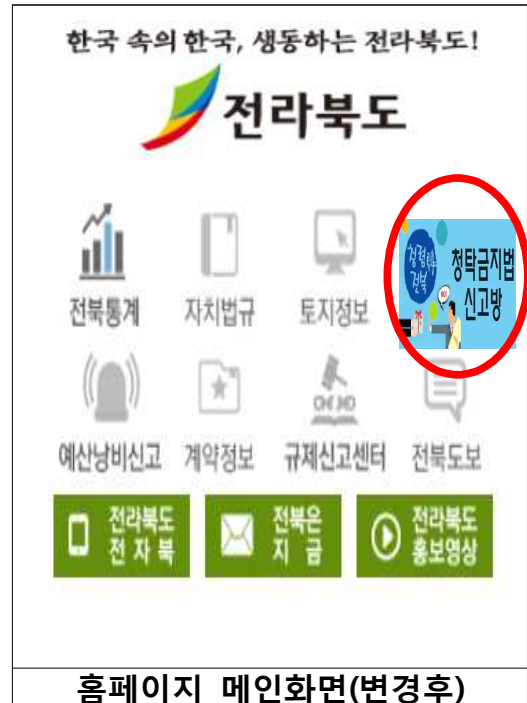 한국 속의 한국, 생동하는 전라북도!
전라북도
전북통계
자치법규
토지정보
청렴하는
전북
청탁금지법
신고방
NO!
예산낭비신고
계약정보
규제신고센터
전북도보
전라북도
전 자 북
전북은
지 금
전라북도
홍보영상
홈페이지 메인화면(변경후)